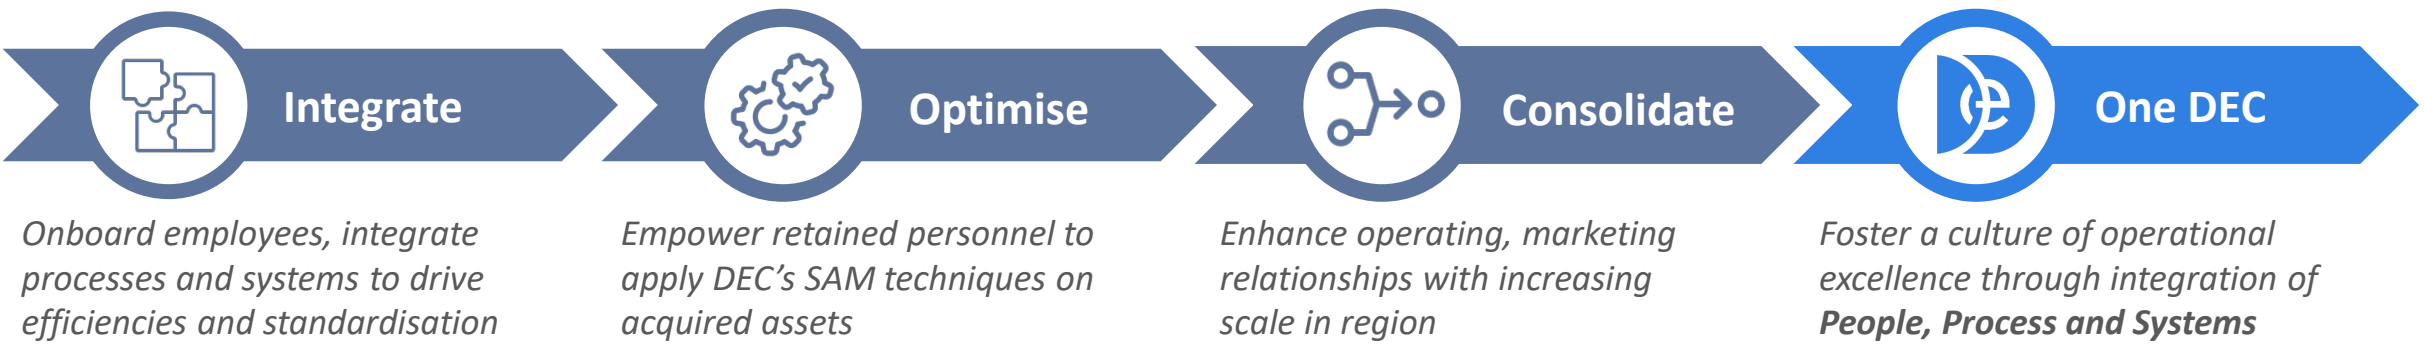 Integrate
Onboard employees, integrate
processes and systems to drive
efficiencies and standardisation
Optimise
Empower retained personnel to
apply DEC’s SAM techniques on
acquired assets
Consolidate
Enhance operating, marketing
relationships with increasing
scale in region
One DEC
Foster a culture of operational
excellence through integration of
People, Process and Systems